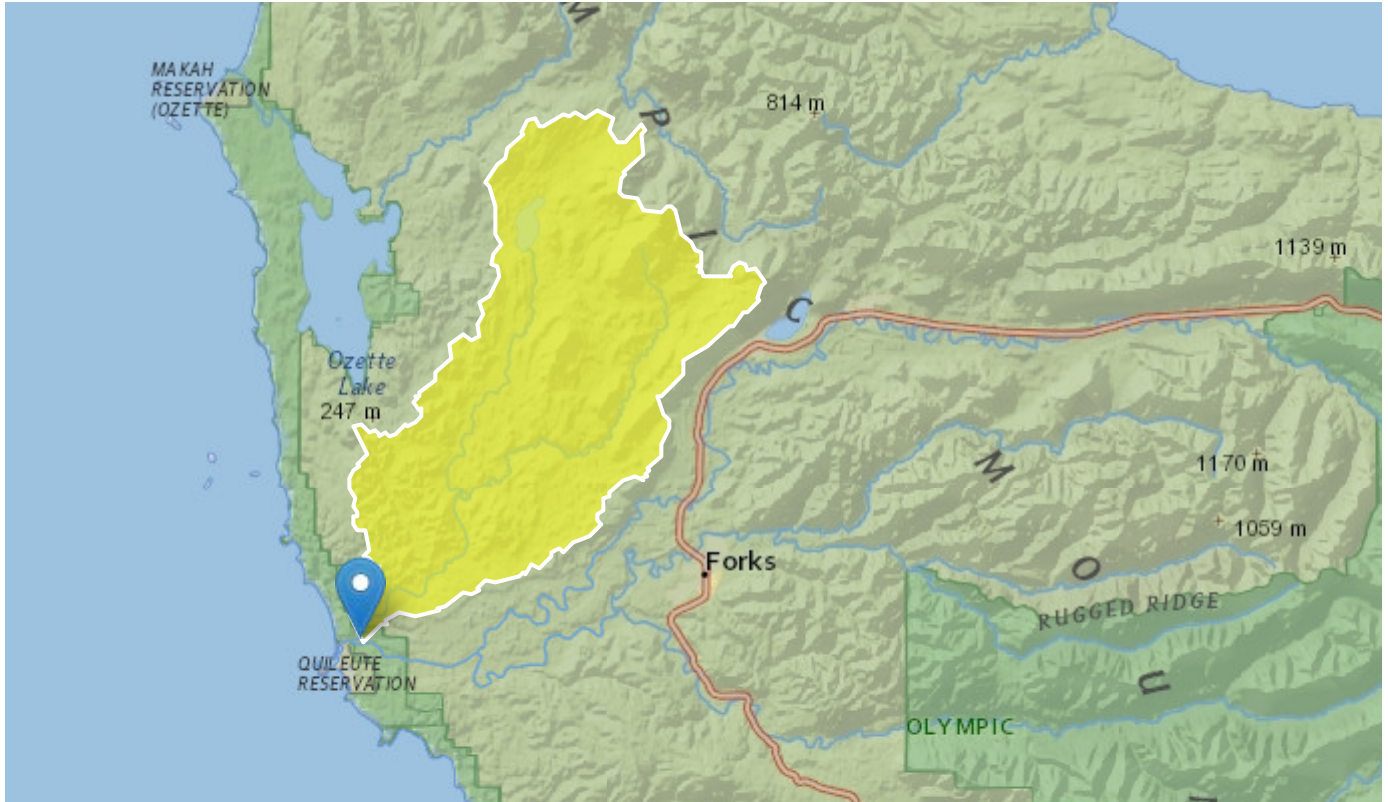 M
MAKAH
RESERVATION
(OZETTE)
814 m
P
I
1139 m
C
Ozette
Lake
247 m
M
1170 m
1059 m
Forks
O
RUGGED RIDGE
QUILEUTE
RESERVATION
U
OLYMPIC